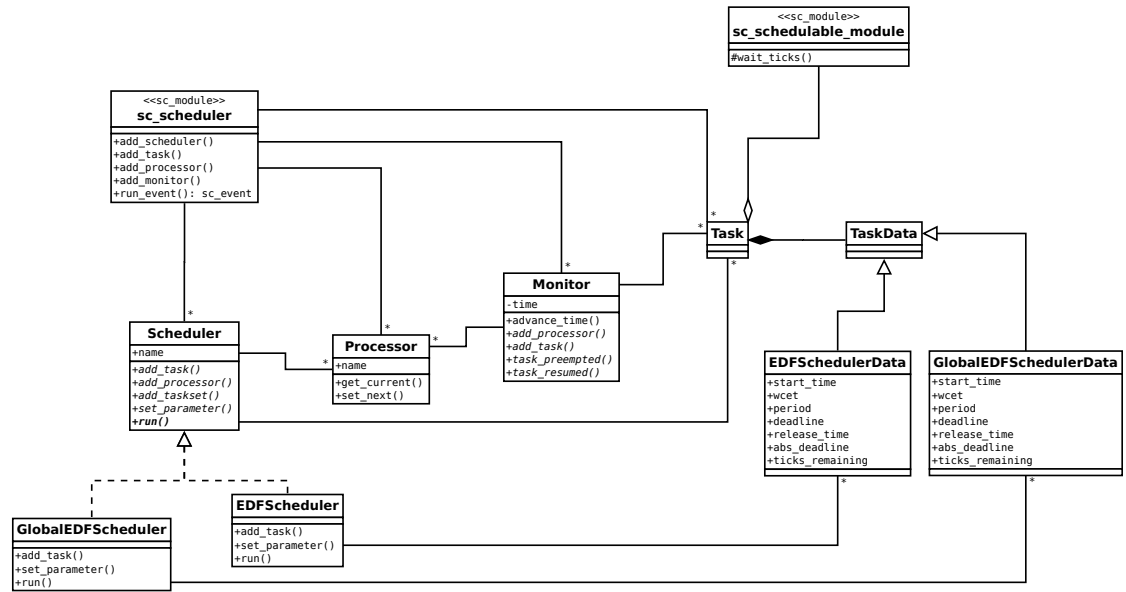 <<sc_module>>
sc_schedulable_module
#wait_ticks()
<<sc_module>>
sc_scheduler
+add_scheduler()
+add_task()
+add_processor()
+add_monitor()
+run_event(): sc_event
*
*
Task
*
TaskData
*
Monitor
-time
+advance_time()
+add_processor()
+add_task()
+task_preempted()
+task_resumed()
*
Scheduler
+name
+add_task()
+add_processor()
+add_taskset()
+set_parameter()
+run()
*
*
*
Processor
+name
+get_current()
+set_next()
EDFSchedulerData
+start_time
+wcet
+period
+deadline
+release_time
+abs_deadline
+ticks_remaining
*
GlobalEDFSchedulerData
+start_time
+wcet
+period
+deadline
+release_time
+abs_deadline
+ticks_remaining
*
EDFScheduler
+add_task()
+set_parameter()
+run()
GlobalEDFScheduler
+add_task()
+set_parameter()
+run()